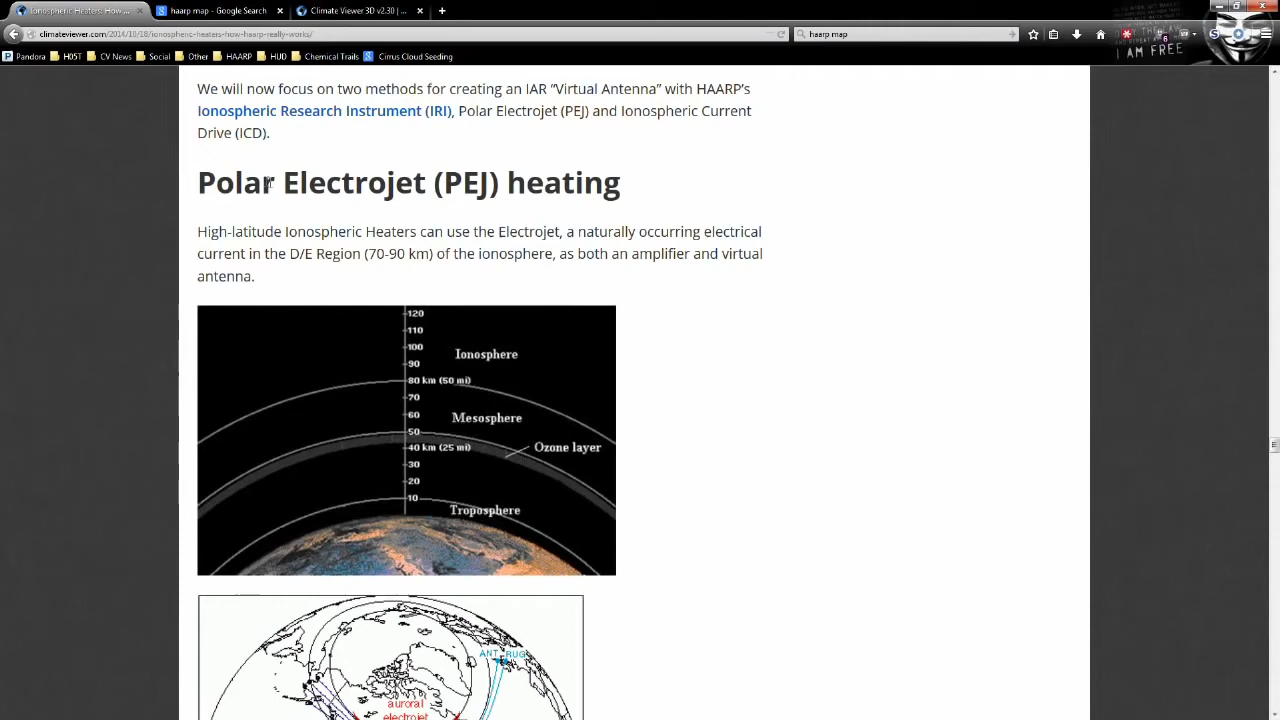 Ionospheric Heaters: How ...
haarp map - Google Search
Climate Viewer 3D v2.30 | ...
climateviewer.com/2014/10/18/ionospheric-heaters-how-haarp-really-works/
haarp map
I AM FREE
Pandora H05T CV News Social Other HAARP HUD Chemical Trails Cirrus Cloud Seeding
We will now focus on two methods for creating an IAR “Virtual Antenna” with HAARP’s
Ionospheric Research Instrument (IRI), Polar Electrojet (PEJ) and Ionospheric Current
Drive (ICD).
Polar Electrojet (PEJ) heating
High-latitude Ionospheric Heaters can use the Electrojet, a naturally occurring electrical
current in the D/E Region (70-90 km) of the ionosphere, as both an amplifier and virtual
antenna.
120
110
100
Ionosphere
90
80 km (50 mi)
70
60
Mesosphere
50
40 km (25 mi)
Ozone layer
30
20
10
Troposphere
ANT RUG
auroral
electrojet